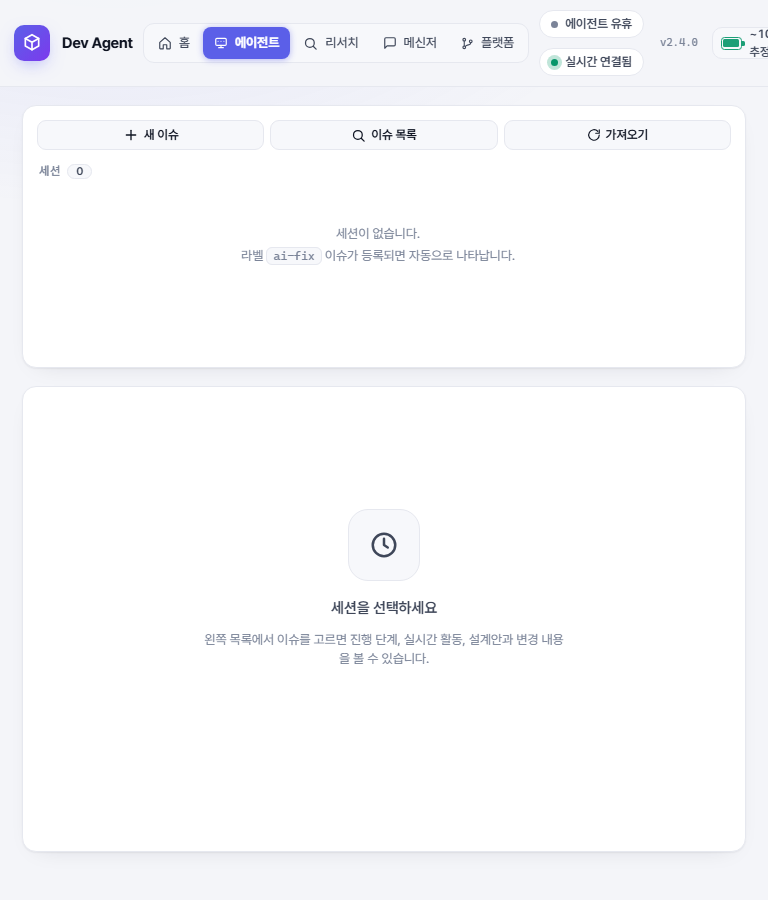 Dev Agent
홈
에이전트
리서치
메신저
플랫폼
에이전트 유휴
실시간 연결됨
v2.4.0
추정
새 이슈
이슈 목록
가져오기
세션 0
세션이 없습니다.
라벨 ai-fix 이슈가 등록되면 자동으로 나타납니다.
세션을 선택하세요
왼쪽 목록에서 이슈를 고르면 진행 단계, 실시간 활동, 설계안과 변경 내용
을 볼 수 있습니다.